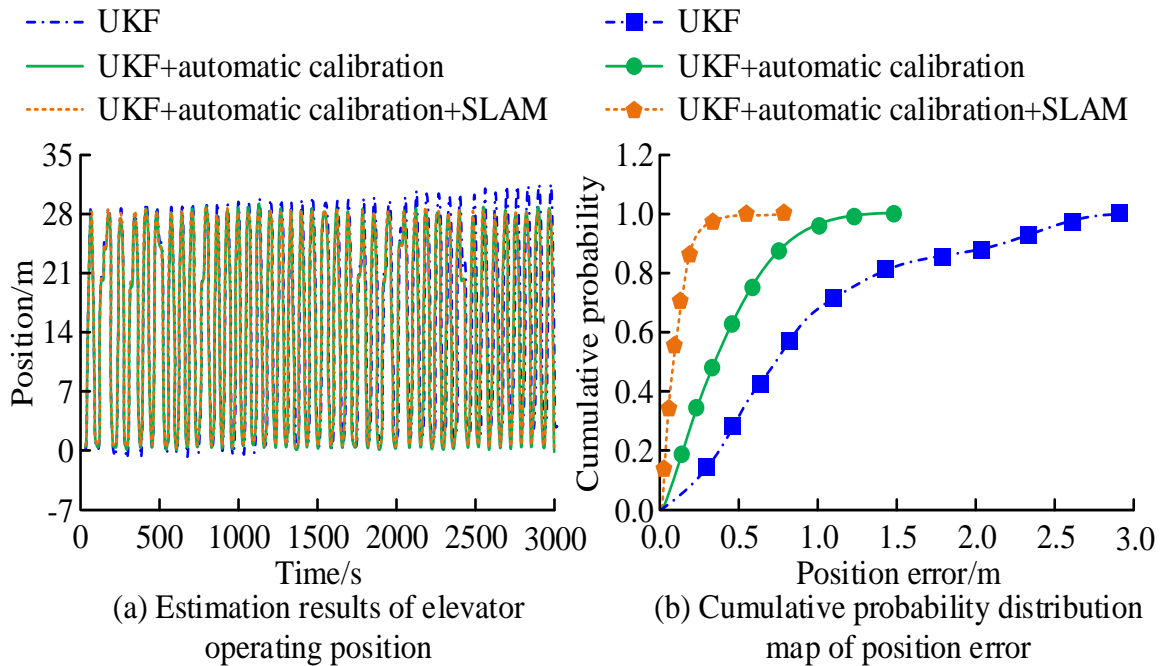 UKF
UKF+automatic calibration
UKF+automatic calibration+SLAM
Position/m
35
28
21
14
7
0
-7
0
500
1000
1500
2000
2500
3000
Time/s
(a) Estimation results of elevator
operating position
UKF
UKF+automatic calibration
UKF+automatic calibration+SLAM
Cumulative probability
1.2
1.0
0.8
0.6
0.4
0.2
0.0
0.0
0.5
1.0
1.5
2.0
2.5
3.0
Position error/m
(b) Cumulative probability distribution
map of position error